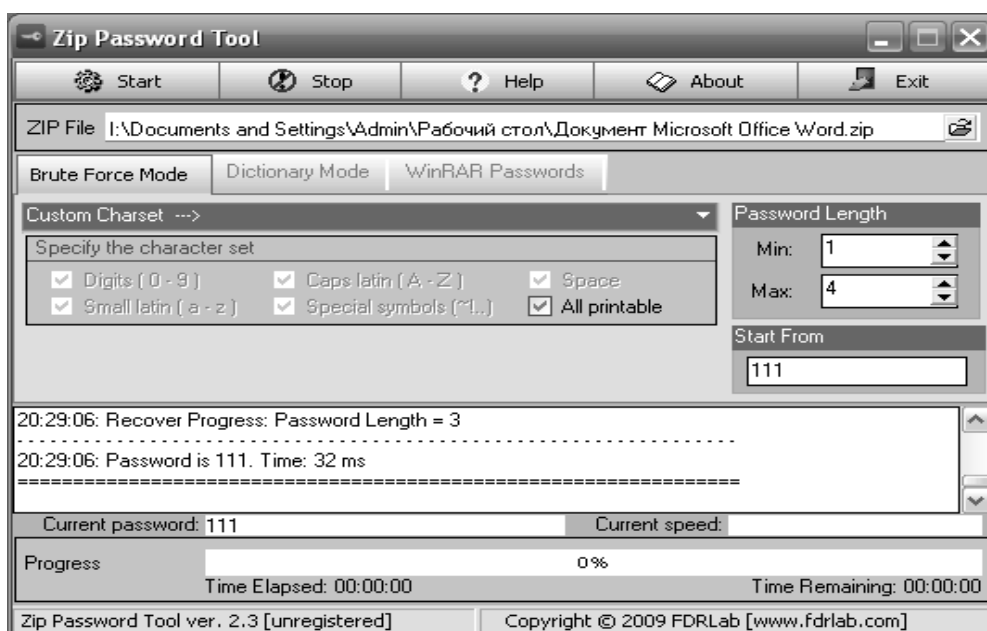 Zip Password Tool
Start Stop ? Help About Exit
ZIP File I:\Documents and Settings\Admin\Рабочий стол\Документ Microsoft Office Word.zip
Brute Force Mode Dictionary Mode WinRAR Passwords
Custom Charset --->
Specify the character set
Digits ( 0 - 9 ) Caps latin ( A - Z ) Space
Small latin ( a - z ) Special symbols (~!..) All printable
Password Length
Min: 1
Max: 4
Start From
111
20:29:06: Recover Progress: Password Length = 3
- - - - - - - - - - - - - - - - - - - - - - - - - - - - - - - - - - - - - - - - - - - - - - - - - - - - - - - - - - - - - - - - -
20:29:06: Password is 111. Time: 32 ms
=================================================================
Current password: 111 Current speed:
Progress 0%
Time Elapsed: 00:00:00 Time Remaining: 00:00:00
Zip Password Tool ver. 2.3 [unregistered] Copyright © 2009 FDRLab [www.fdrlab.com]